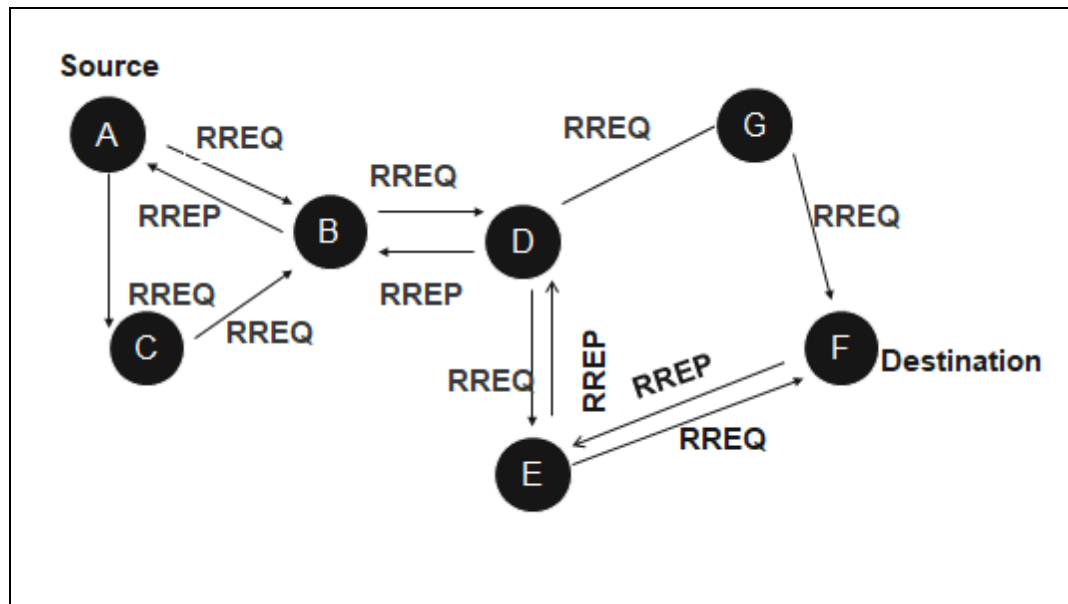 Source
A
G
RREQ
RREQ
RREQ
RREQ
RREP
B
D
RREQ
RREP
RREQ
C
F
Destination
RREP
RREQ
RREP
RREQ
E